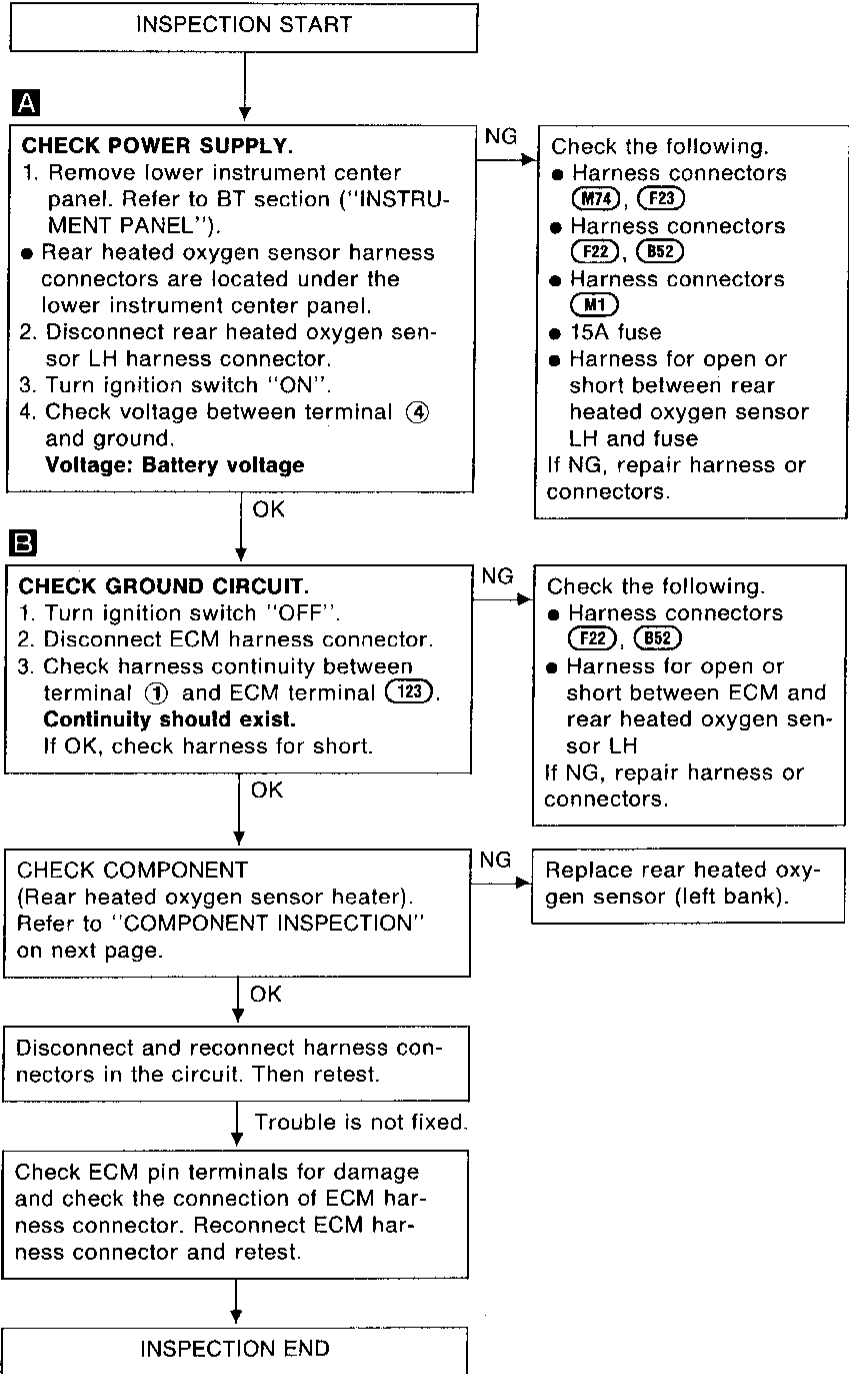 INSPECTION START
A
CHECK POWER SUPPLY.
1. Remove lower instrument center
panel. Refer to BT section ("INSTRU-
MENT PANEL").
● Rear heated oxygen sensor harness
connectors are located under the
lower instrument center panel.
2. Disconnect rear heated oxygen sen-
sor LH harness connector.
3. Turn ignition switch "ON".
4. Check voltage between terminal ④
and ground.
Voltage: Battery voltage
NG
Check the following.
● Harness connectors
M74, F23
● Harness connectors
F22, B52
● Harness connectors
M1
● 15A fuse
● Harness for open or
short between rear
heated oxygen sensor
LH and fuse
If NG, repair harness or
connectors.
OK
B
CHECK GROUND CIRCUIT.
1. Turn ignition switch "OFF".
2. Disconnect ECM harness connector.
3. Check harness continuity between
terminal ① and ECM terminal 123.
Continuity should exist.
If OK, check harness for short.
NG
Check the following.
● Harness connectors
F22, B52
● Harness for open or
short between ECM and
rear heated oxygen sen-
sor LH
If NG, repair harness or
connectors.
OK
CHECK COMPONENT
(Rear heated oxygen sensor heater).
Refer to "COMPONENT INSPECTION"
on next page.
NG
Replace rear heated oxy-
gen sensor (left bank).
OK
Disconnect and reconnect harness con-
nectors in the circuit. Then retest.
Trouble is not fixed.
Check ECM pin terminals for damage
and check the connection of ECM har-
ness connector. Reconnect ECM har-
ness connector and retest.
INSPECTION END